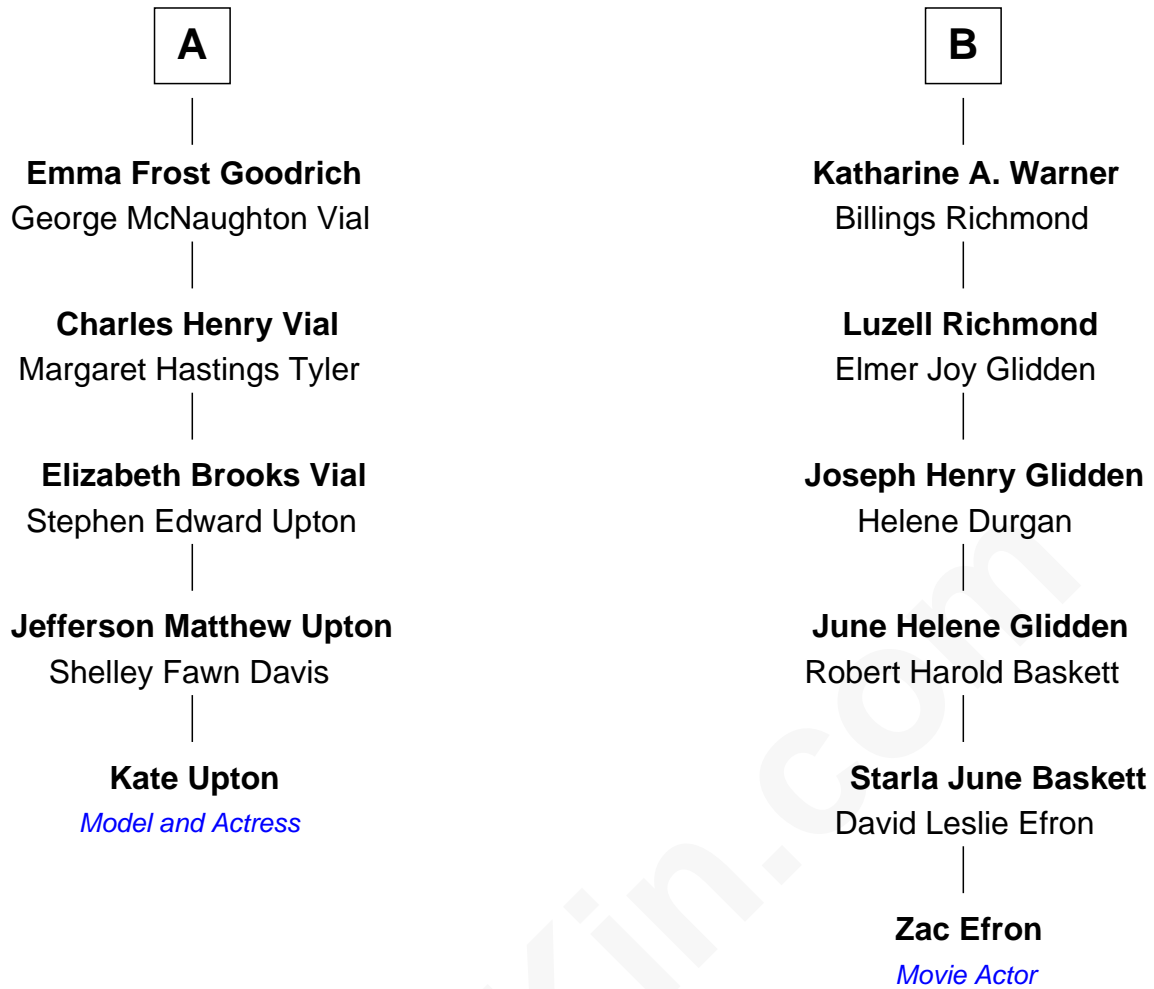 A
Emma Frost Goodrich
George McNaughton Vial
Charles Henry Vial
Margaret Hastings Tyler
Elizabeth Brooks Vial
Stephen Edward Upton
Jefferson Matthew Upton
Shelley Fawn Davis
Kate Upton
Model and Actress
B
Katharine A. Warner
Billings Richmond
Luzell Richmond
Elmer Joy Glidden
Joseph Henry Glidden
Helene Durgan
June Helene Glidden
Robert Harold Baskett
Starla June Baskett
David Leslie Efron
Zac Efron
Movie Actor
Kin.com